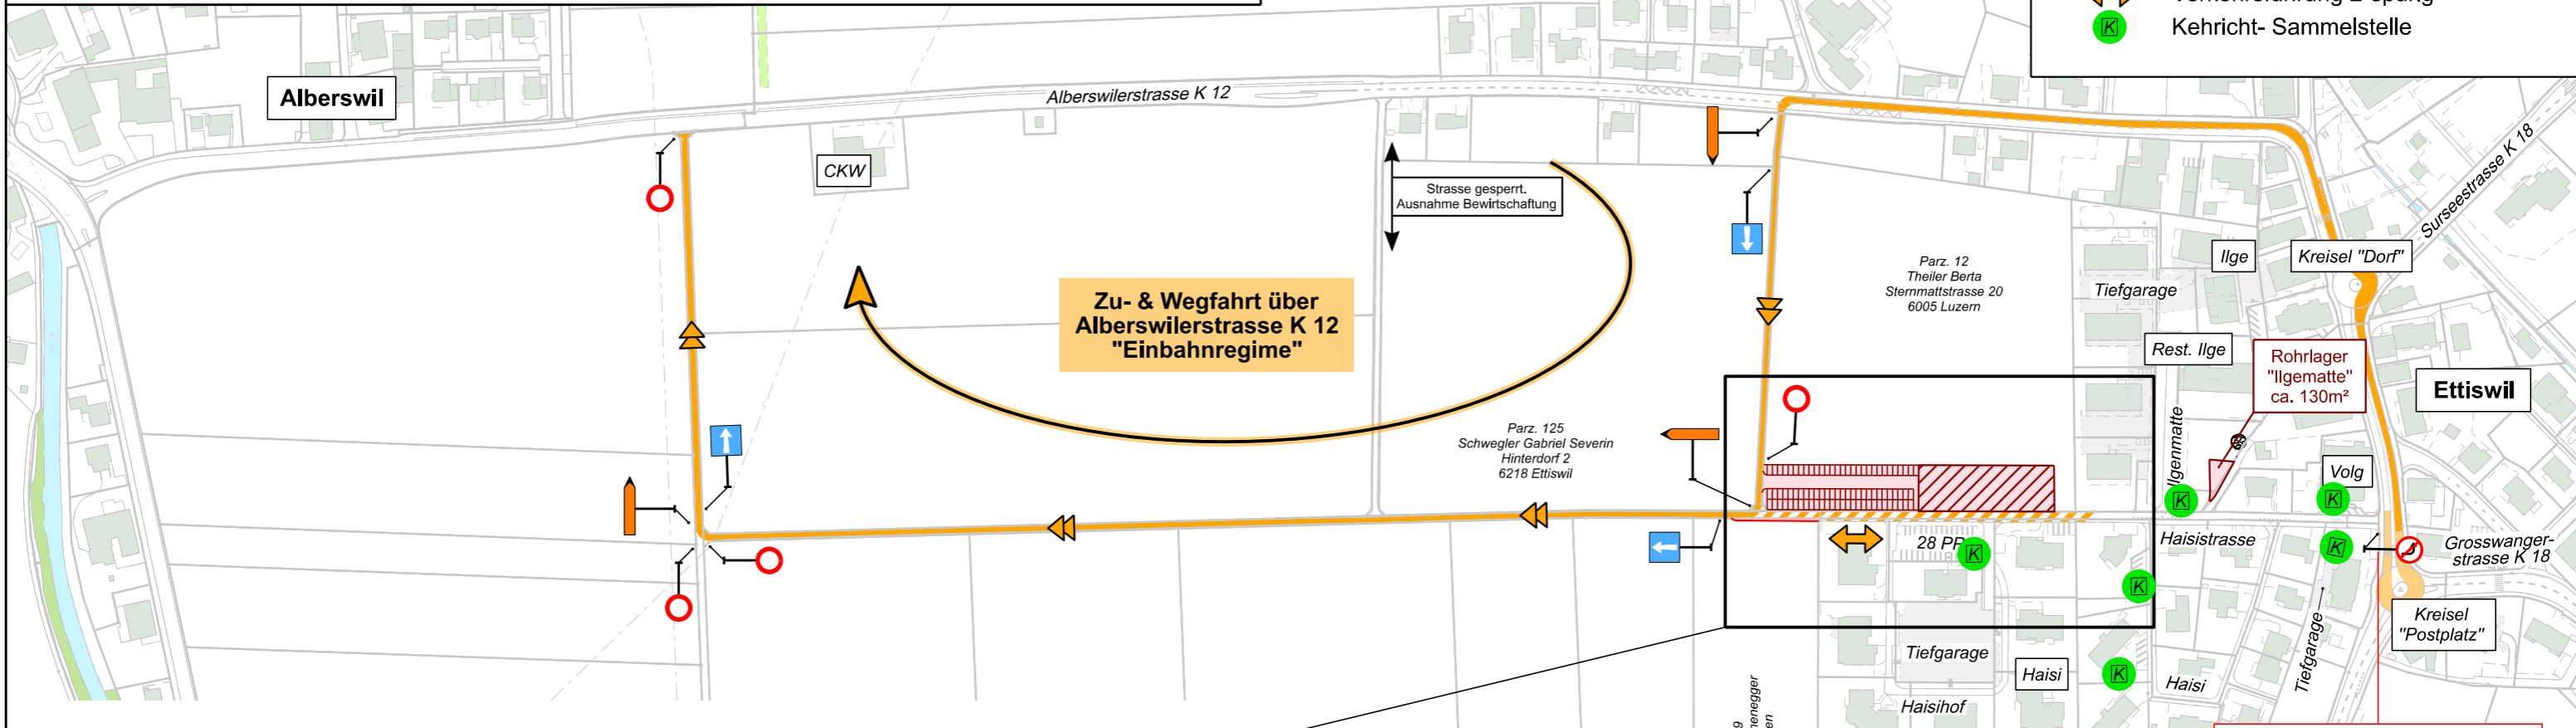 Kehricht- Sammelstelle
Alberswil
Alberswilerstrasse K 12
CKW
Strasse gesperrt.
Ausnahme Bewirtschaftung
Zu- & Wegfahrt über
Alberswilerstrasse K 12
"Einbahnregime"
Parz. 12
Theiler Berta
Sternmattstrasse 20
6005 Luzern
Parz. 125
Schwegler Gabriel Severin
Hinterdorf 2
6218 Ettiswil
Tiefgarage
Ilge
Kreisel "Dorf"
Surseestrasse K 18
Rest. Ilge
Rohrlager
"Ilgematte"
ca. 130m²
Ettiswil
Ilgenmatte
Volg
K
K
K
K
K
K
K
28 PP
Haisistrasse
Grosswanger-
strasse K 18
Kreisel
"Postplatz"
Tiefgarage
Tiefgarage
Haisi
Haisi
Haisihof